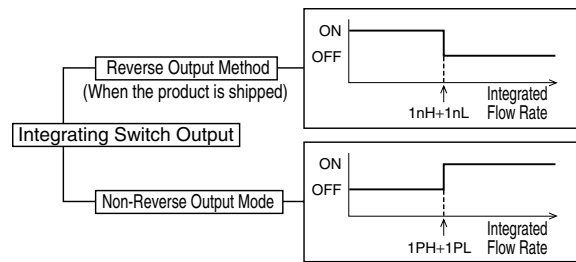 Integrating Switch Output
Reverse Output Method
(When the product is shipped)
ON
OFF
1nH+1nL
Integrated
Flow Rate
Non-Reverse Output Mode
ON
OFF
1PH+1PL
Integrated
Flow Rate